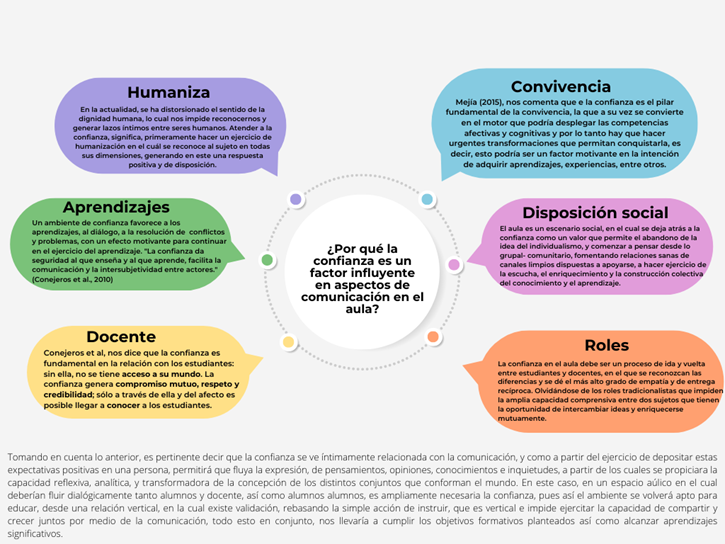 Humaniza
En la actualidad, se ha distorsionado el sentido de la
dignidad humana, lo cual nos impide reconocernos y
generar lazos íntimos entre seres humanos. Atender a la
confianza, significa, primeramente hacer un ejercicio de
humanización en el cuál se reconoce al sujeto en todas
sus dimensiones, generando en este una respuesta
positiva y de disposición.
Convivencia
Mejía (2015), nos comenta que e la confianza es el pilar
fundamental de la convivencia, la que a su vez se convierte
en el motor que podría desplegar las competencias
afectivas y cognitivas y por lo tanto hay que hacer
urgentes transformaciones que permitan conquistarla, es
decir, esto podría ser un factor motivante en la intención
de adquirir aprendizajes, experiencias, entre otros.
Aprendizajes
Un ambiente de confianza favorece a los
aprendizajes, al diálogo, a la resolución de conflictos
y problemas, con un efecto motivante para continuar
en el ejercicio del aprendizaje. "La confianza da
seguridad al que enseña y al que aprende, facilita la
comunicación y la intersubjetividad entre actores."
(Conejeros et al., 2010)
Disposición social
El aula es un escenario social, en el cual se deja atrás a la
confianza como un valor que permite el abandono de la
idea del individualismo, y comenzar a pensar desde lo
grupal- comunitario, fomentando relaciones sanas de
canales limpios dispuestas a apoyarse, a hacer ejercicio de
la escucha, el enriquecimiento y la construcción colectiva
del conocimiento y el aprendizaje.
¿Por qué la
confianza es un
factor influyente
en aspectos de
comunicación en el
aula?
Docente
Conejeros et al, nos dice que la confianza es
fundamental en la relación con los estudiantes:
sin ella, no se tiene acceso a su mundo. La
confianza genera compromiso mutuo, respeto y
credibilidad; sólo a través de ella y del afecto es
posible llegar a conocer a los estudiantes.
Roles
La confianza en el aula debe ser un proceso de ida y vuelta
entre estudiantes y docentes, en el que se reconozcan las
diferencias y se dé el más alto grado de empatía y de entrega
recíproca. Olvidándose de los roles tradicionalistas que impiden
la amplia capacidad comprensiva entre dos sujetos que tienen
la oportunidad de intercambiar ideas y enriquecerse
mutuamente.
Tomando en cuenta lo anterior, es pertinente decir que la confianza se ve íntimamente relacionada con la comunicación, y como a partir del ejercicio de depositar estas
expectativas positivas en una persona, permitirá que fluya la expresión, de pensamientos, opiniones, conocimientos e inquietudes, a partir de los cuales se propiciara la
capacidad reflexiva, analítica, y transformadora de la concepción de los distintos conjuntos que conforman el mundo. En este caso, en un espacio aúlico en el cual
deberían fluir dialógicamente tanto alumnos y docente, así como alumnos alumnos, es ampliamente necesaria la confianza, pues así el ambiente se volverá apto para
educar, desde una relación vertical, en la cual existe validación, rebasando la simple acción de instruir, que es vertical e impide ejercitar la capacidad de compartir y
crecer juntos por medio de la comunicación, todo esto en conjunto, nos llevaría a cumplir los objetivos formativos planteados así como alcanzar aprendizajes
significativos.